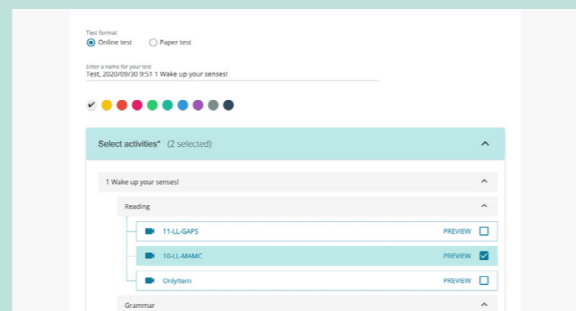 Test format
Online test Paper test
Enter a name for your test
Test, 2020/09/30 9:51 1 Wake up your senses!
Select activities* (2 selected)
1 Wake up your senses!
Reading
11-LL-GAPS PREVIEW
10-LL-MAMC PREVIEW
OnlyItem PREVIEW
Grammar